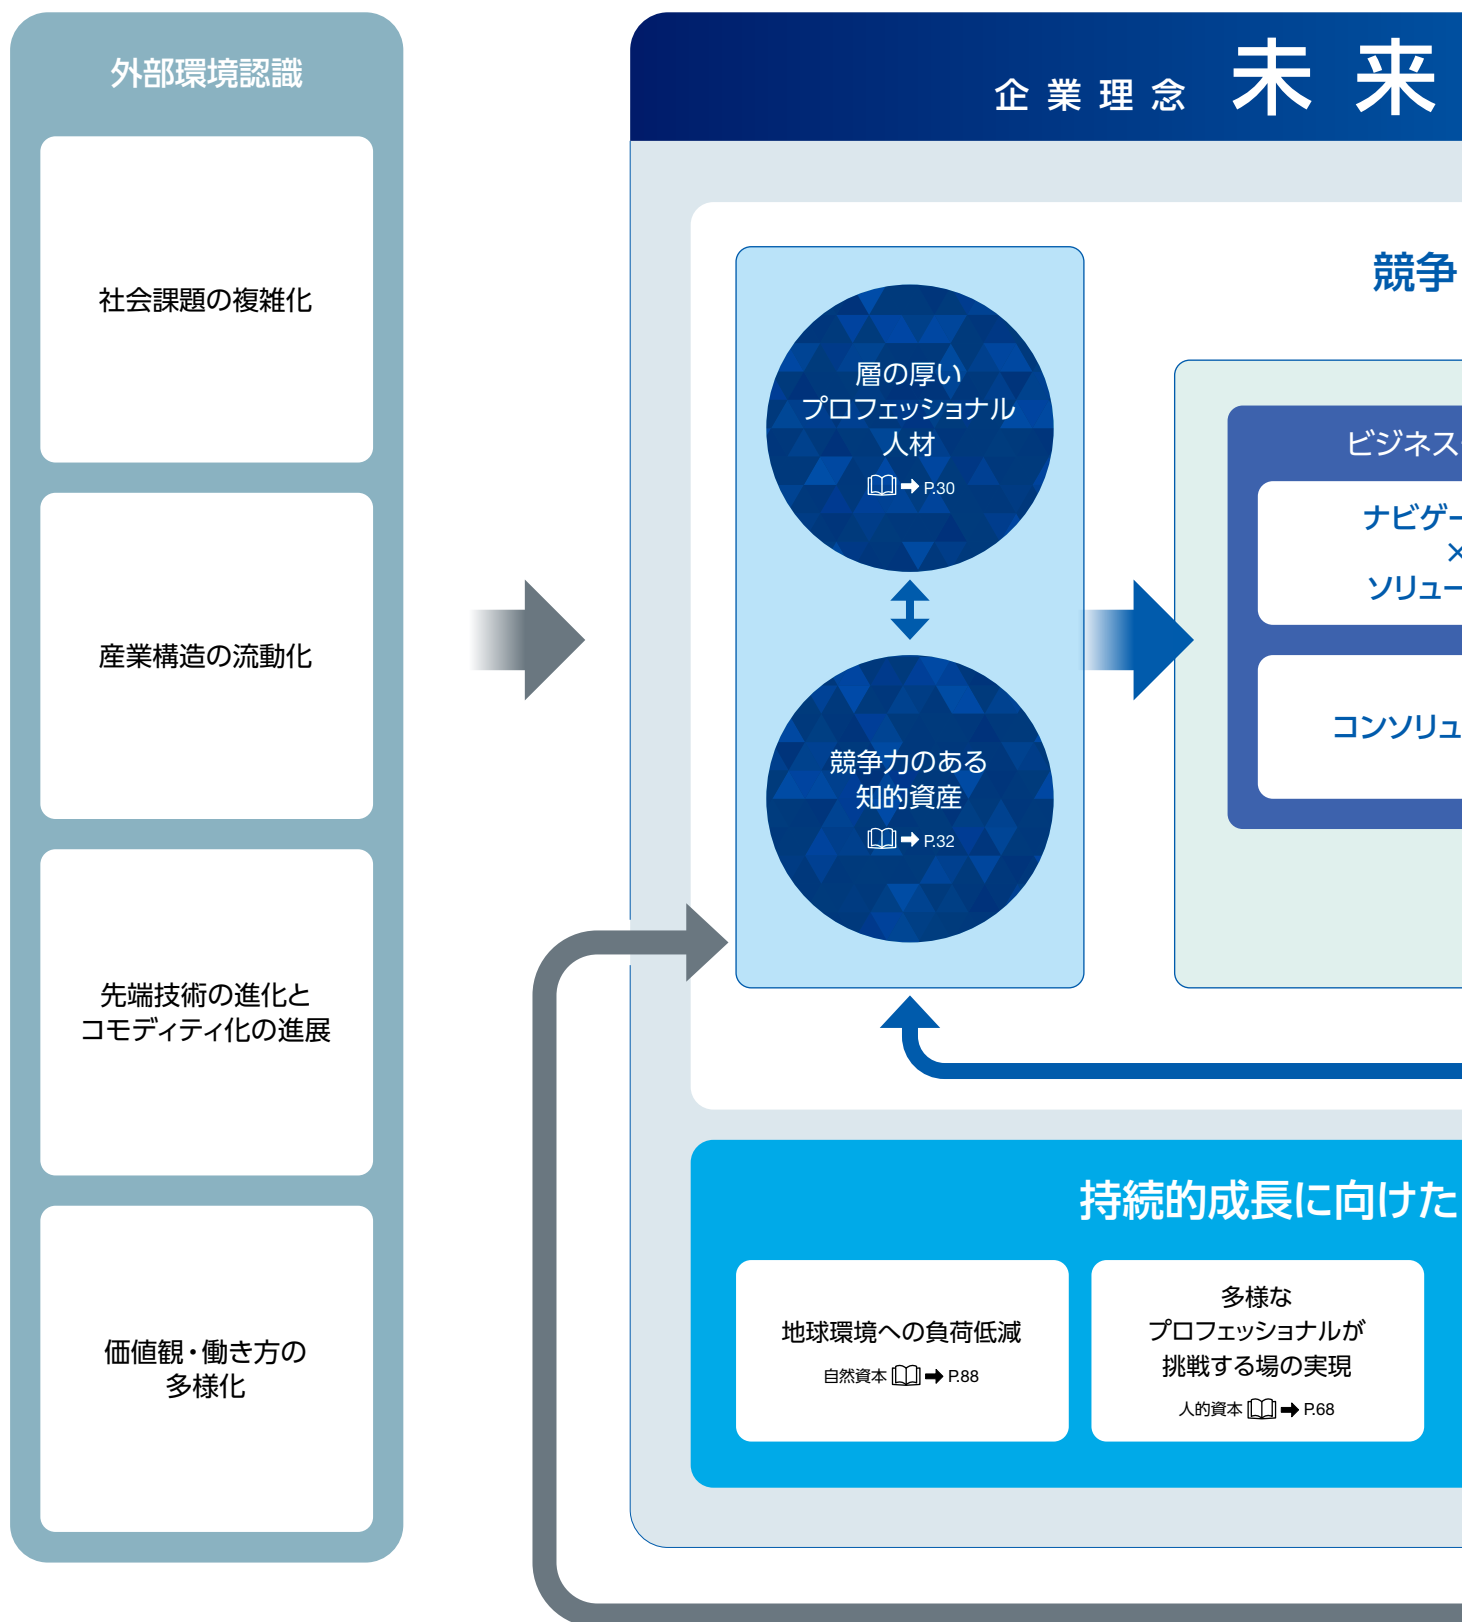 外部環境認識
社会課題の複雑化
産業構造の流動化
先端技術の進化と
コモディティ化の進展
価値観・働き方の
多様化
企業理念 未来
競争
層の厚い
プロフェッショナル
人材
P.30
競争力のある
知的資産
P.32
ビジネス
ナビゲー
×
ソリュー
コンソリュ
持続的成長に向けた
地球環境への負荷低減
自然資本 P.88
多様な
プロフェッショナルが
挑戦する場の実現
人的資本 P.68